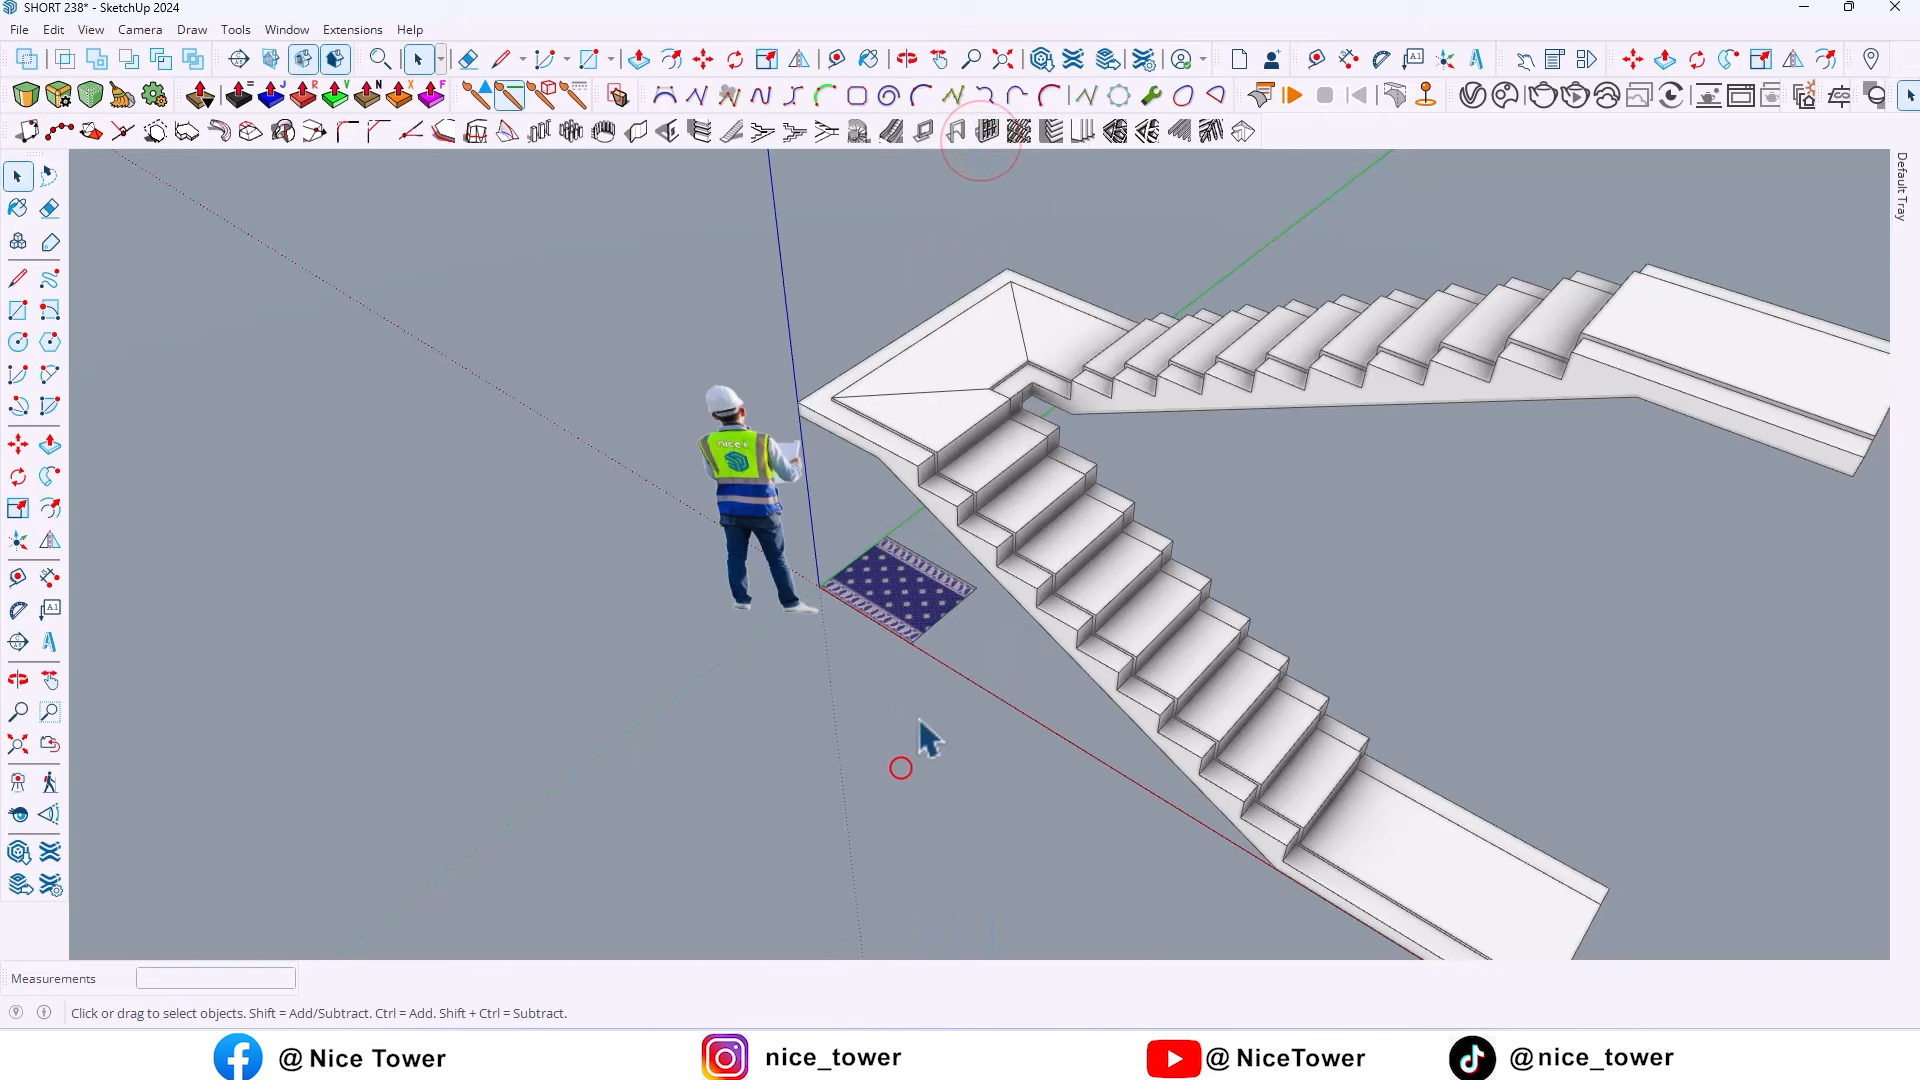 SHORT 238* - SketchUp 2024
File Edit View Camera Draw Tools Window Extensions Help
Default Tray
Measurements
Click or drag to select objects. Shift = Add/Subtract. Ctrl = Add. Shift + Ctrl = Subtract.
@ Nice Tower
nice_tower
@ NiceTower
@nice_tower